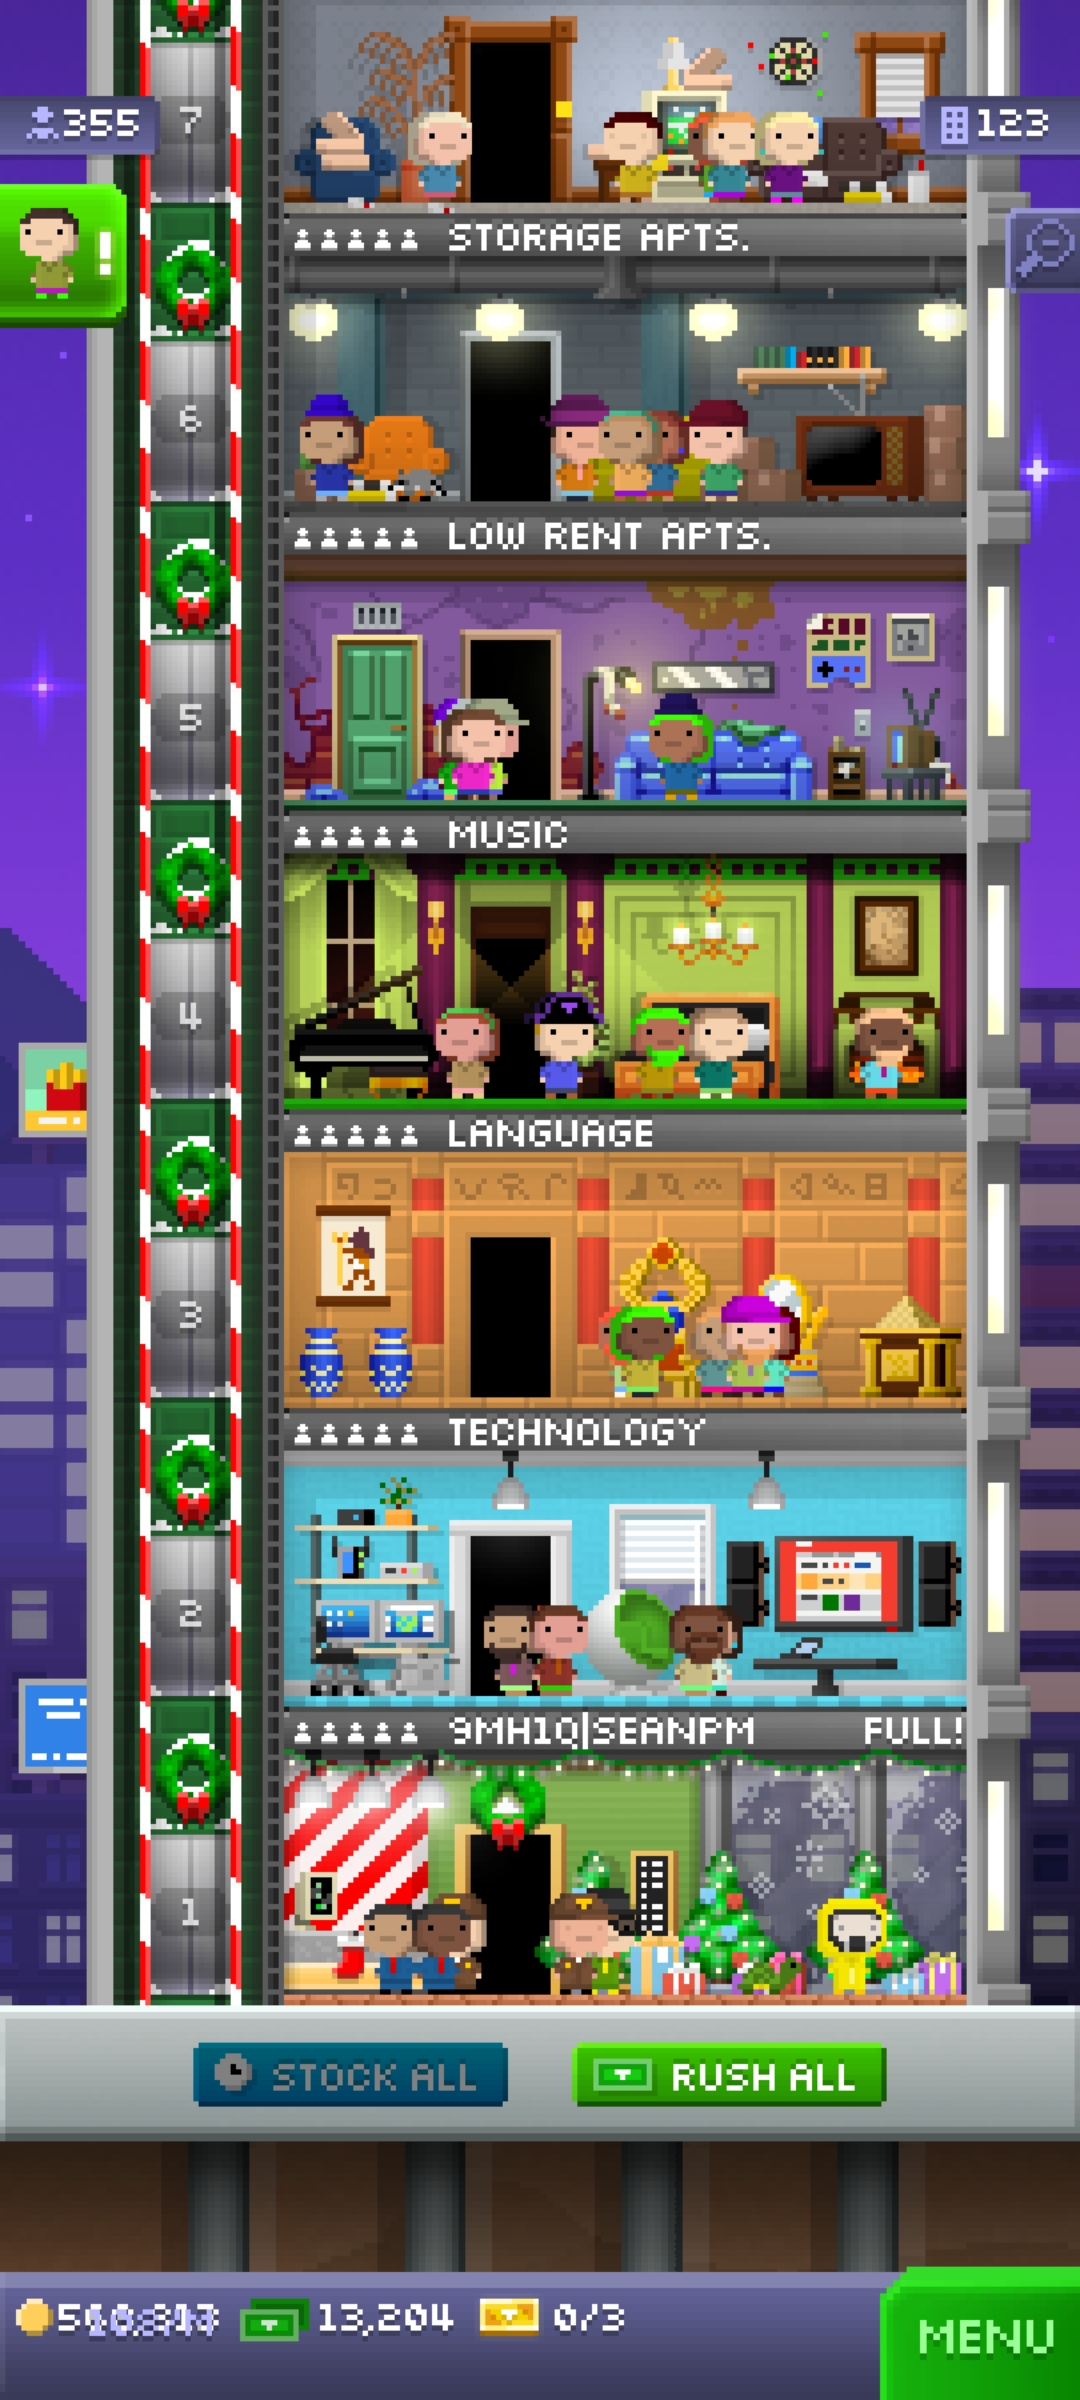 7
355
123
!
STORAGE APTS.
6
LOW RENT APTS.
5
MUSIC
4
LANGUAGE
3
TECHNOLOGY
2
9MH1Q|SEANPM FULL!
1
STOCK ALL
RUSH ALL
13,204
0/3
MENU